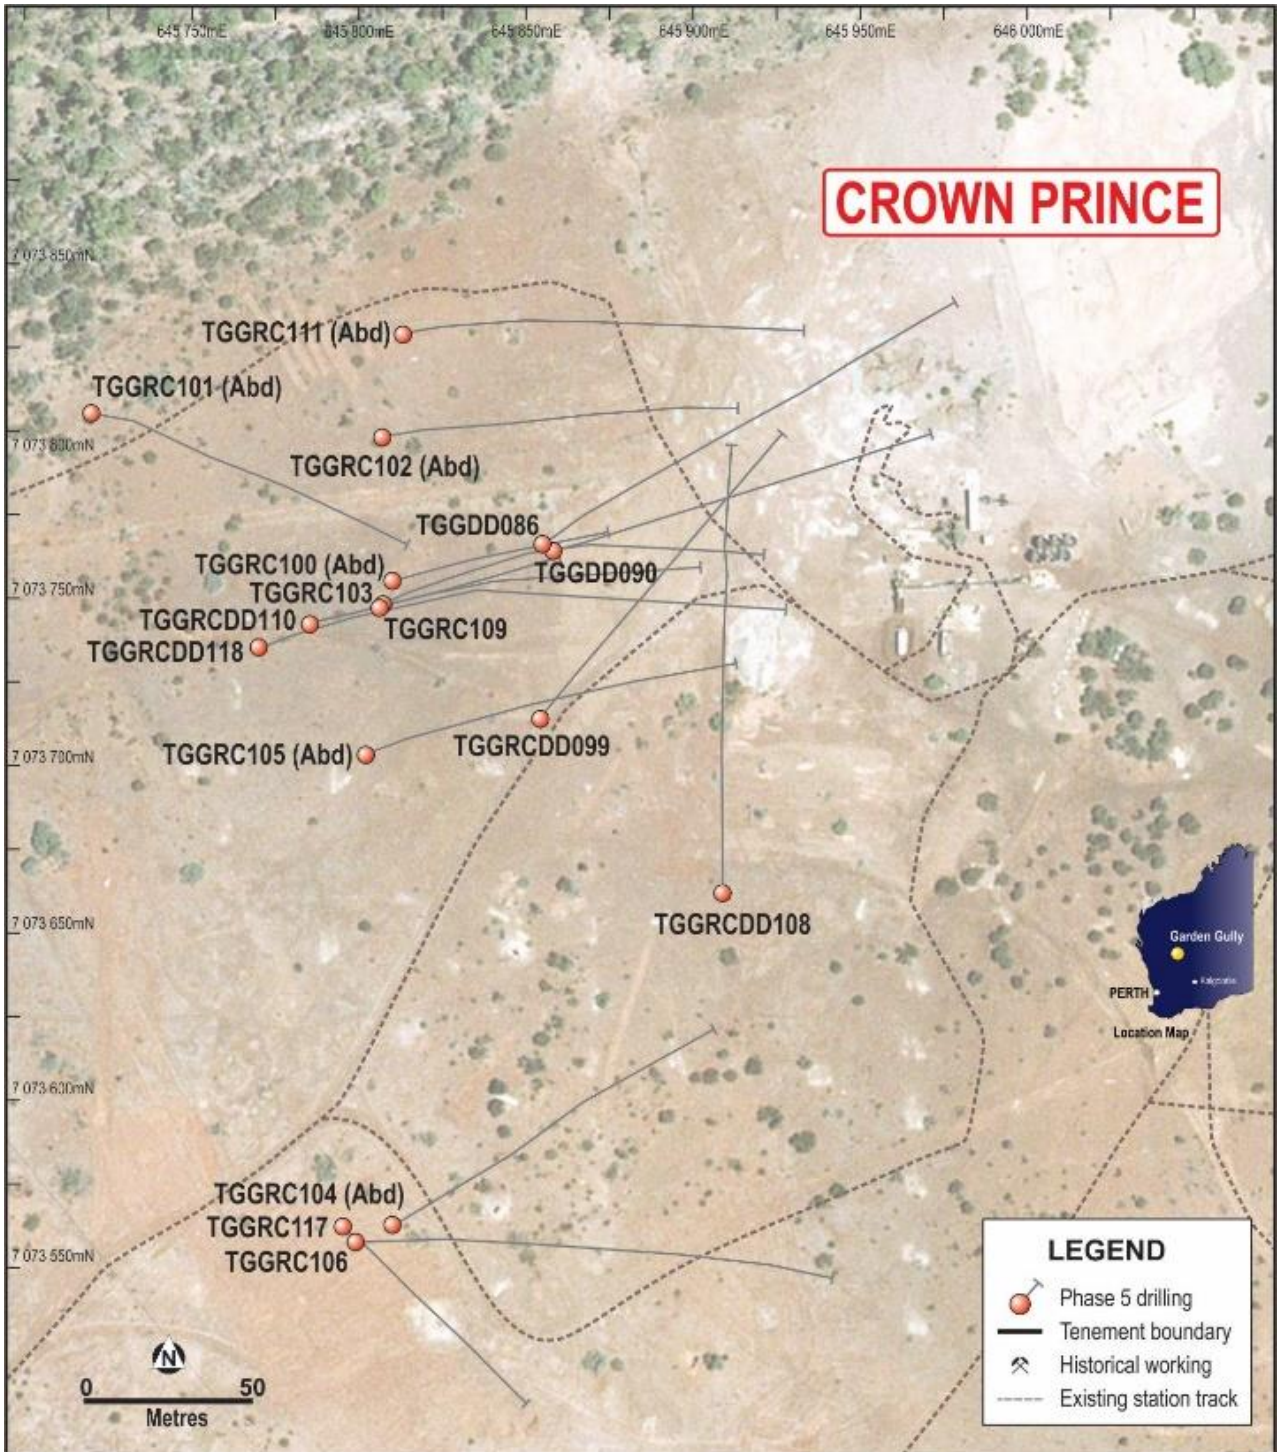 645 750mE
645 800mE
645 850mE
645 900mE
645 950mE
646 000mE
CROWN PRINCE
7 073 850mN
TGGRC111 (Abd)
TGGRC101 (Abd)
7 073 800mN
TGGRC102 (Abd)
TGGDD086
TGGRC100 (Abd)
TGGDD090
7 073 750mN
TGGRC103
TGGRCDD110
TGGRC109
TGGRCDD118
TGGRCDD099
TGGRC105 (Abd)
7 073 700mN
TGGRCDD108
7 073 650mN
Garden Gully
Kalgoorlie
PERTH
Location Map
7 073 600mN
TGGRC104 (Abd)
TGGRC117
TGGRC106
7 073 550mN
N
0 50
Metres
LEGEND
Phase 5 drilling
Tenement boundary
Historical working
Existing station track